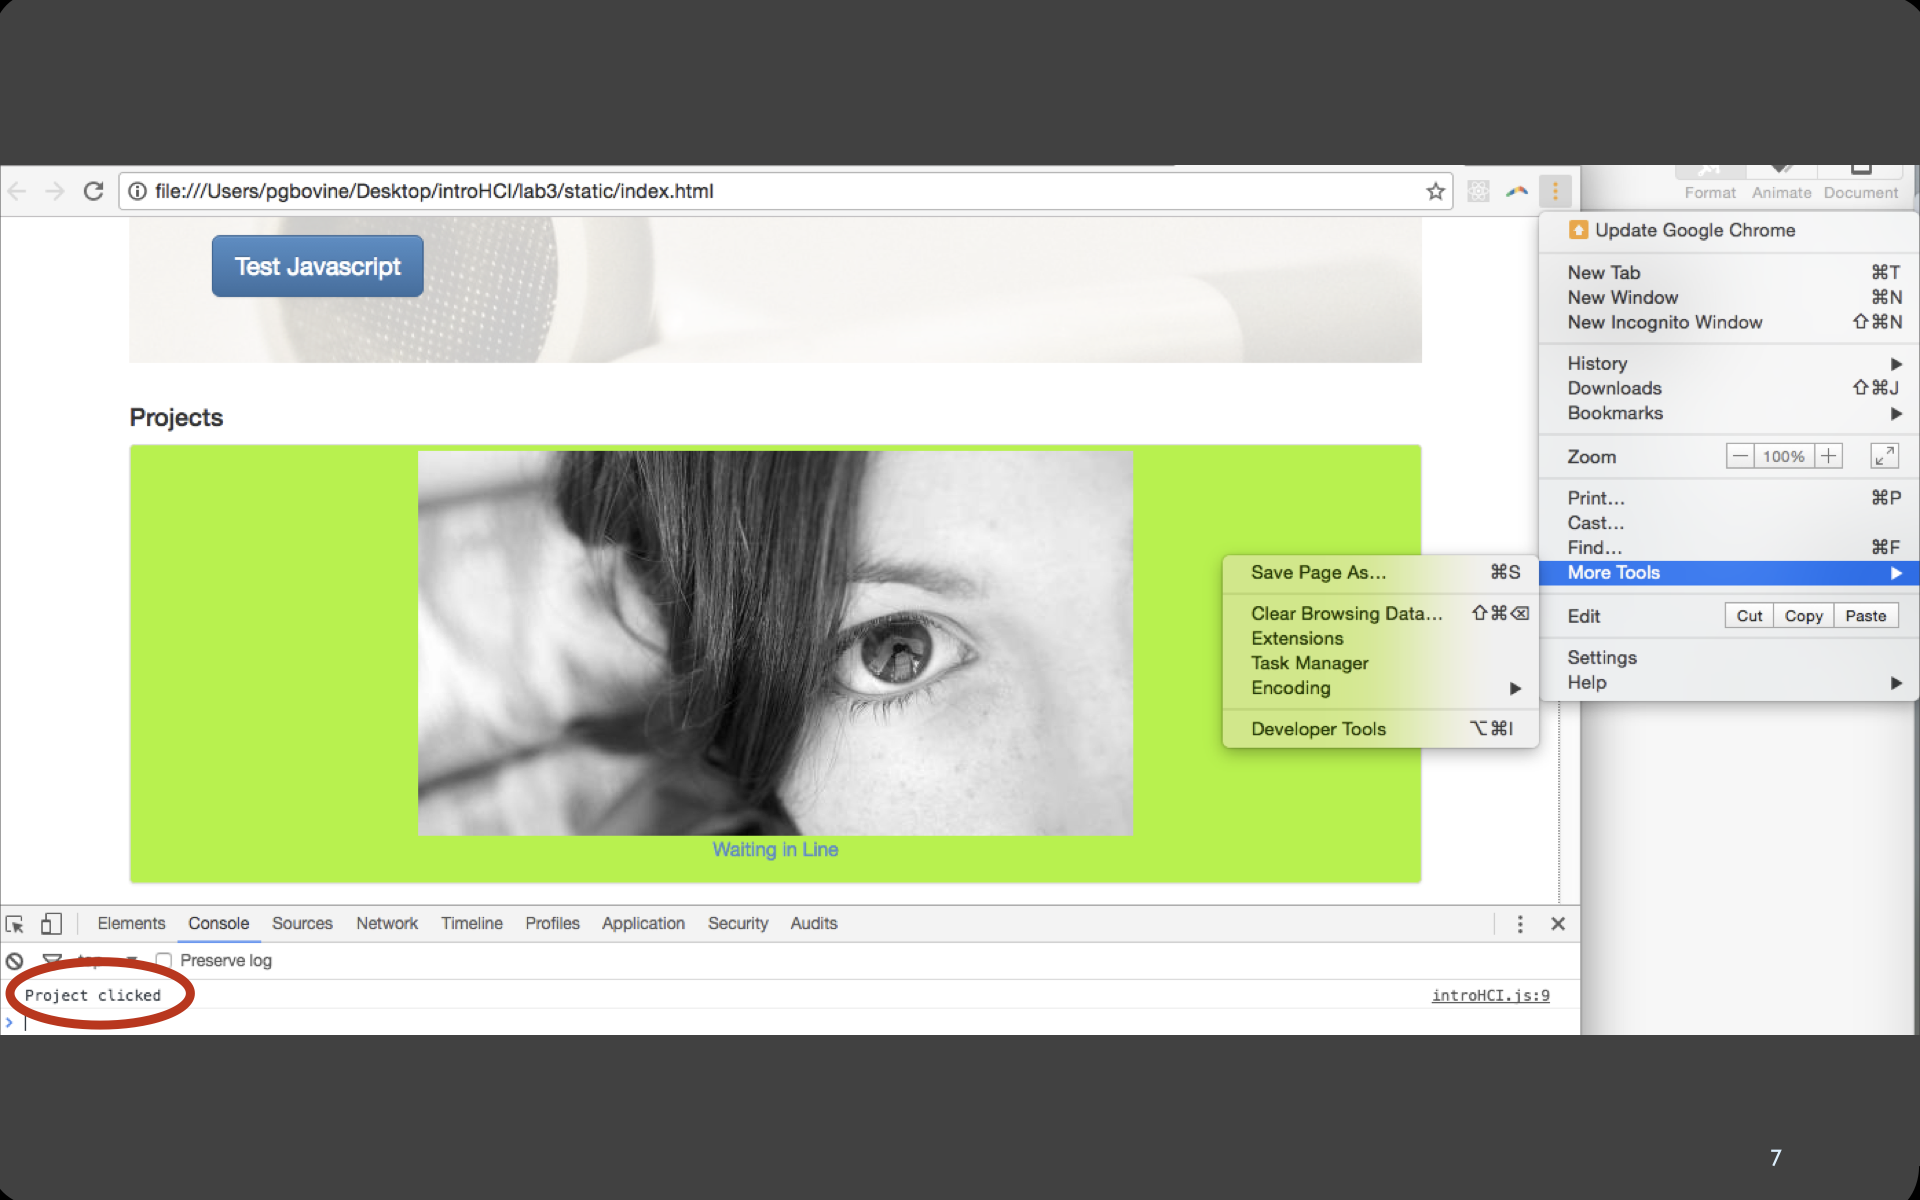 file:///Users/pgbovine/Desktop/introHCI/lab3/static/index.html
Format Animate Document
Test Javascript
Projects
Waiting in Line
Update Google Chrome
New Tab ⌘T
New Window ⌘N
New Incognito Window ⇧⌘N
History
Downloads ⇧⌘J
Bookmarks
Zoom — 100% +
Print... ⌘P
Cast...
Find... ⌘F
More Tools
Edit Cut Copy Paste
Settings
Help
Save Page As... ⌘S
Clear Browsing Data... ⇧⌘⌫
Extensions
Task Manager
Encoding
Developer Tools ⌥⌘I
Elements Console Sources Network Timeline Profiles Application Security Audits
Preserve log
Project clicked introHCI.js:9
7